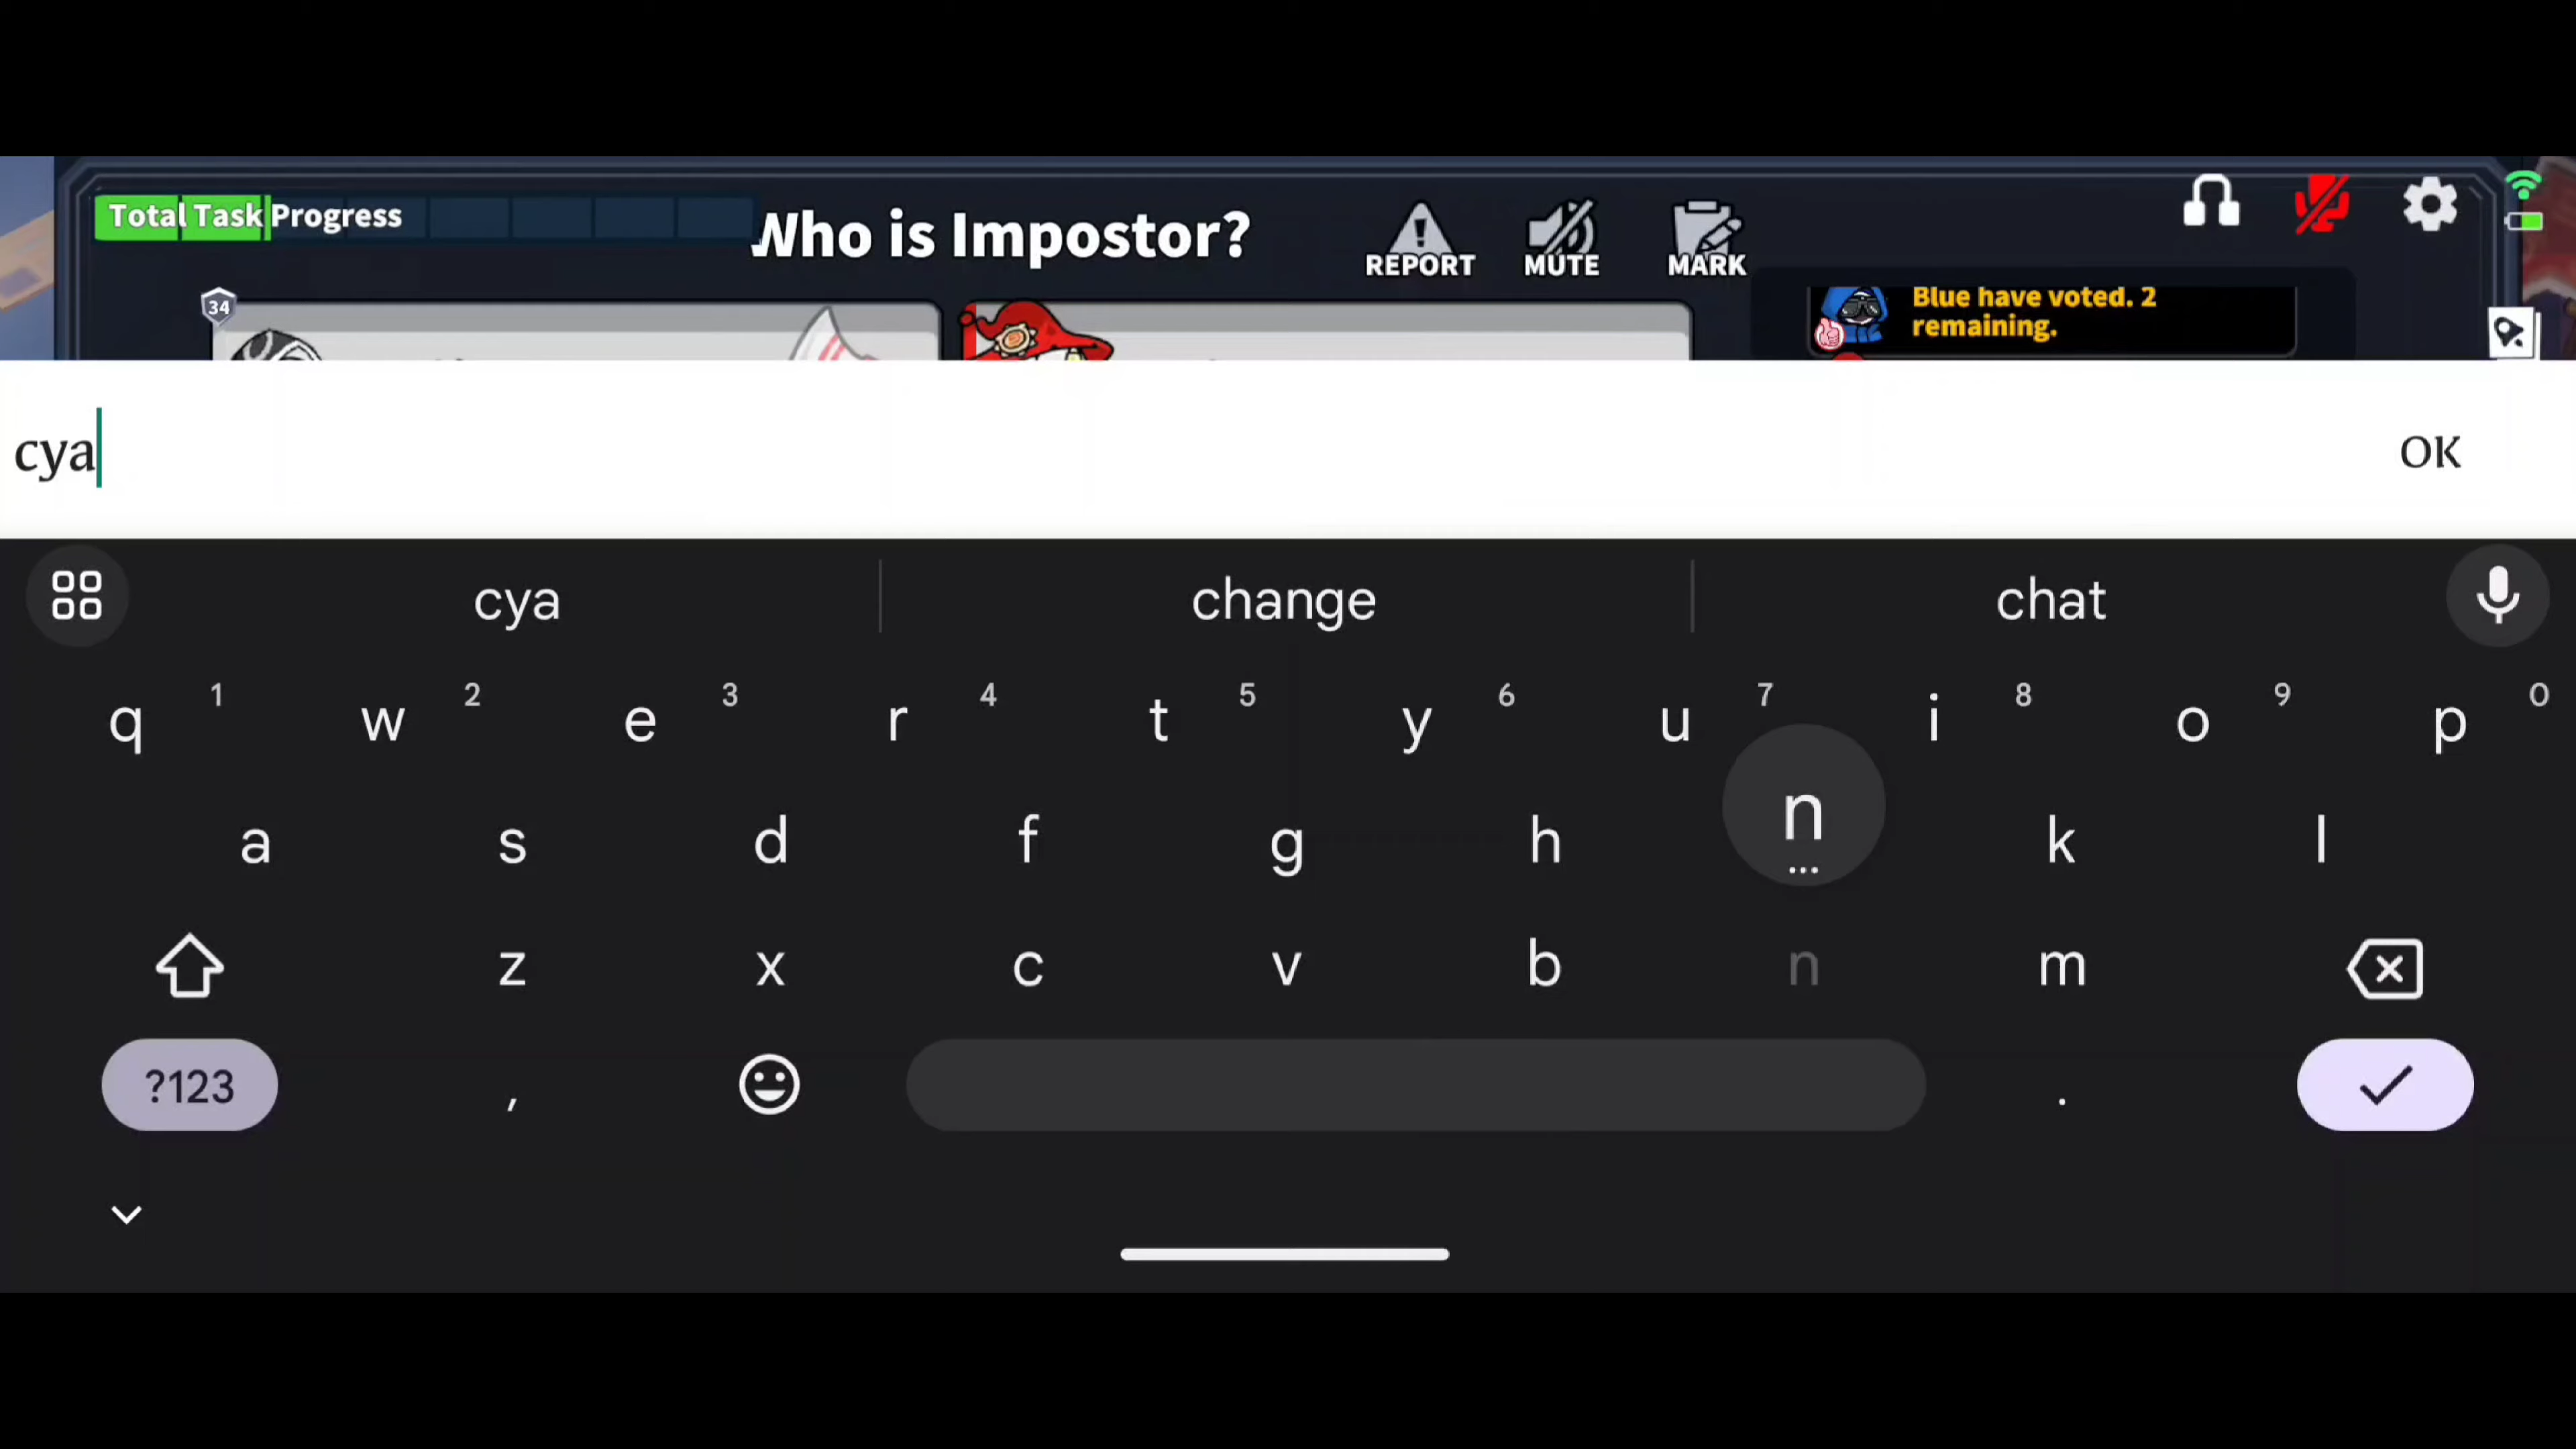 Total Task Progress
Who is Impostor?
REPORT
MUTE
MARK
34
Blue have voted. 2
remaining.
cya
OK
cya
change
chat
q 1 w 2 e 3 r 4 t 5 y 6 u 7 i 8 o 9 p 0
a s d f g h n k l
...
z x c v b n m
?123 , .